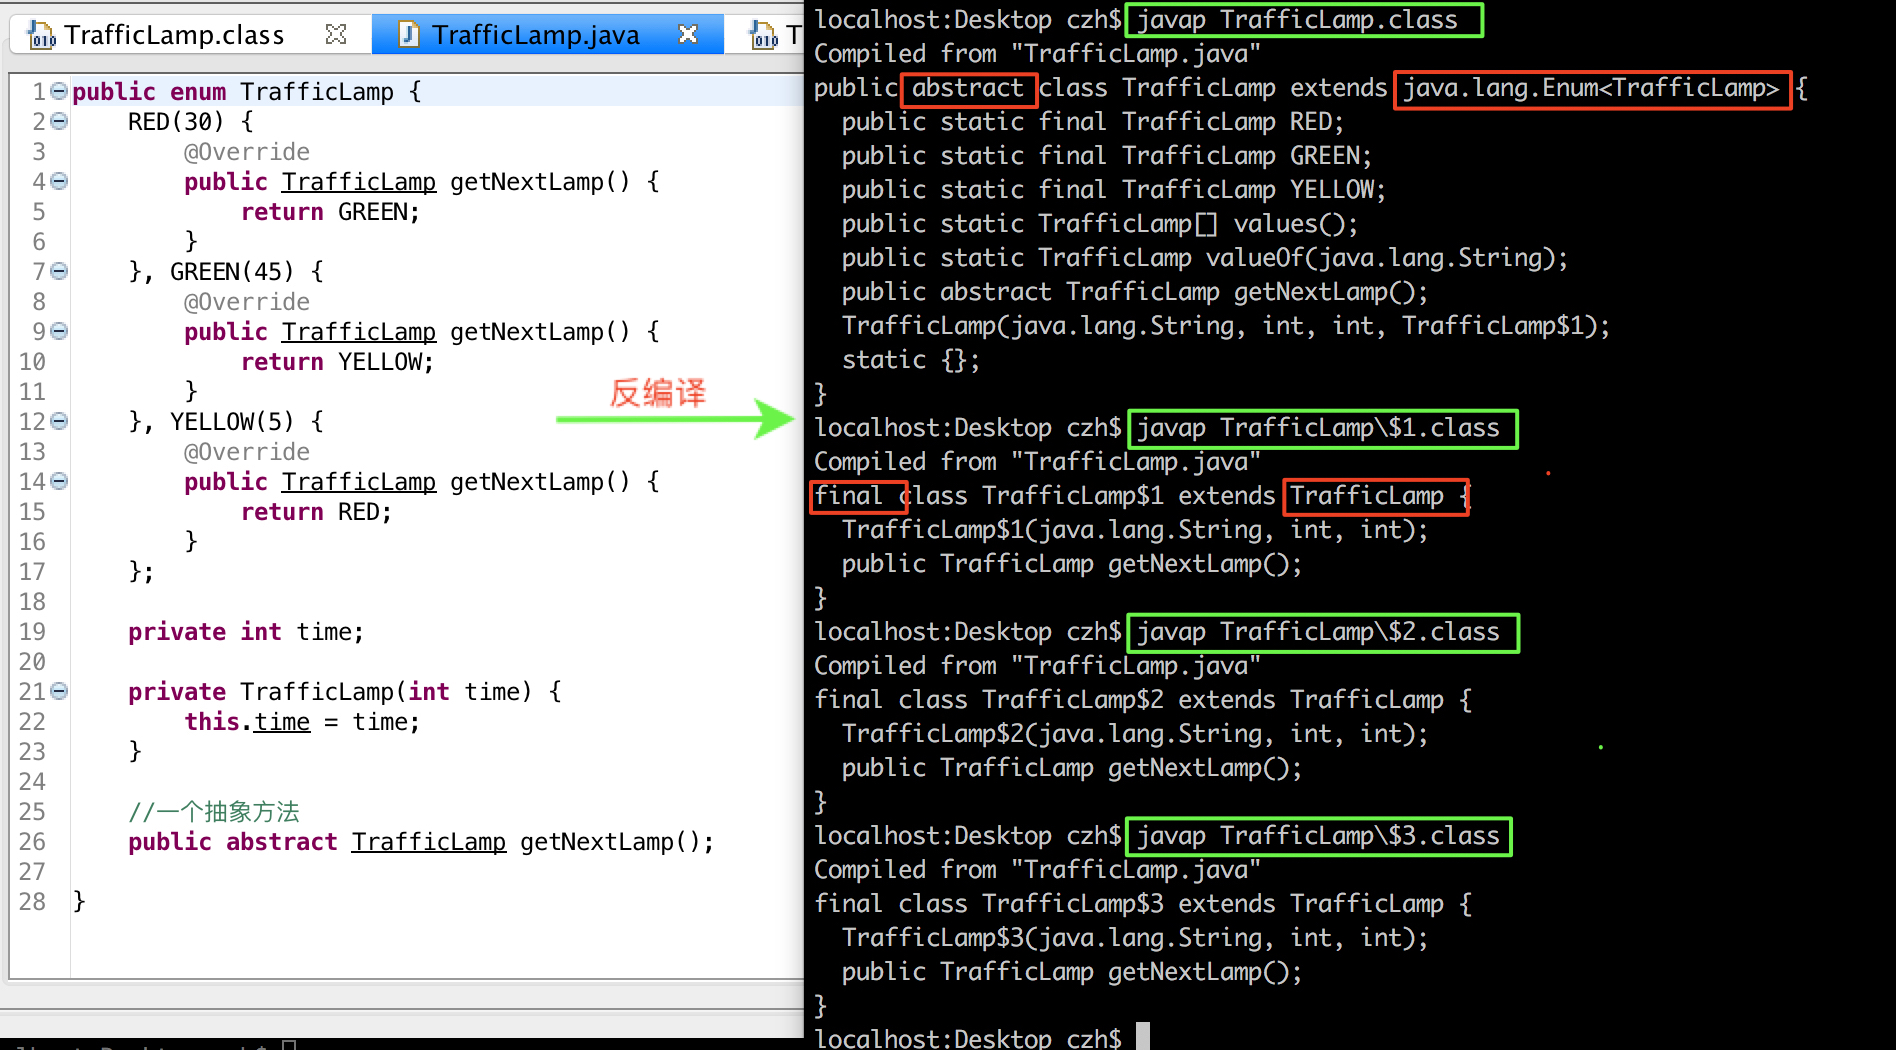 TrafficLamp.class
TrafficLamp.java
T
1 public enum TrafficLamp {
2 RED(30) {
3 @Override
4 public TrafficLamp getNextLamp() {
5 return GREEN;
6 }
7 }, GREEN(45) {
8 @Override
9 public TrafficLamp getNextLamp() {
10 return YELLOW;
11 }
12 }, YELLOW(5) {
13 @Override
14 public TrafficLamp getNextLamp() {
15 return RED;
16 }
17 };
18
19 private int time;
20
21 private TrafficLamp(int time) {
22 this.time = time;
23 }
24
25 //一个抽象方法
26 public abstract TrafficLamp getNextLamp();
27
28 }
反编译
localhost:Desktop czh$ javap TrafficLamp.class
Compiled from "TrafficLamp.java"
public abstract class TrafficLamp extends java.lang.Enum<TrafficLamp> {
public static final TrafficLamp RED;
public static final TrafficLamp GREEN;
public static final TrafficLamp YELLOW;
public static TrafficLamp[] values();
public static TrafficLamp valueOf(java.lang.String);
public abstract TrafficLamp getNextLamp();
TrafficLamp(java.lang.String, int, int, TrafficLamp$1);
static {};
}
localhost:Desktop czh$ javap TrafficLamp\$1.class
Compiled from "TrafficLamp.java"
final class TrafficLamp$1 extends TrafficLamp {
TrafficLamp$1(java.lang.String, int, int);
public TrafficLamp getNextLamp();
}
localhost:Desktop czh$ javap TrafficLamp\$2.class
Compiled from "TrafficLamp.java"
final class TrafficLamp$2 extends TrafficLamp {
TrafficLamp$2(java.lang.String, int, int);
public TrafficLamp getNextLamp();
}
localhost:Desktop czh$ javap TrafficLamp\$3.class
Compiled from "TrafficLamp.java"
final class TrafficLamp$3 extends TrafficLamp {
TrafficLamp$3(java.lang.String, int, int);
public TrafficLamp getNextLamp();
}
localhost:Desktop czh$